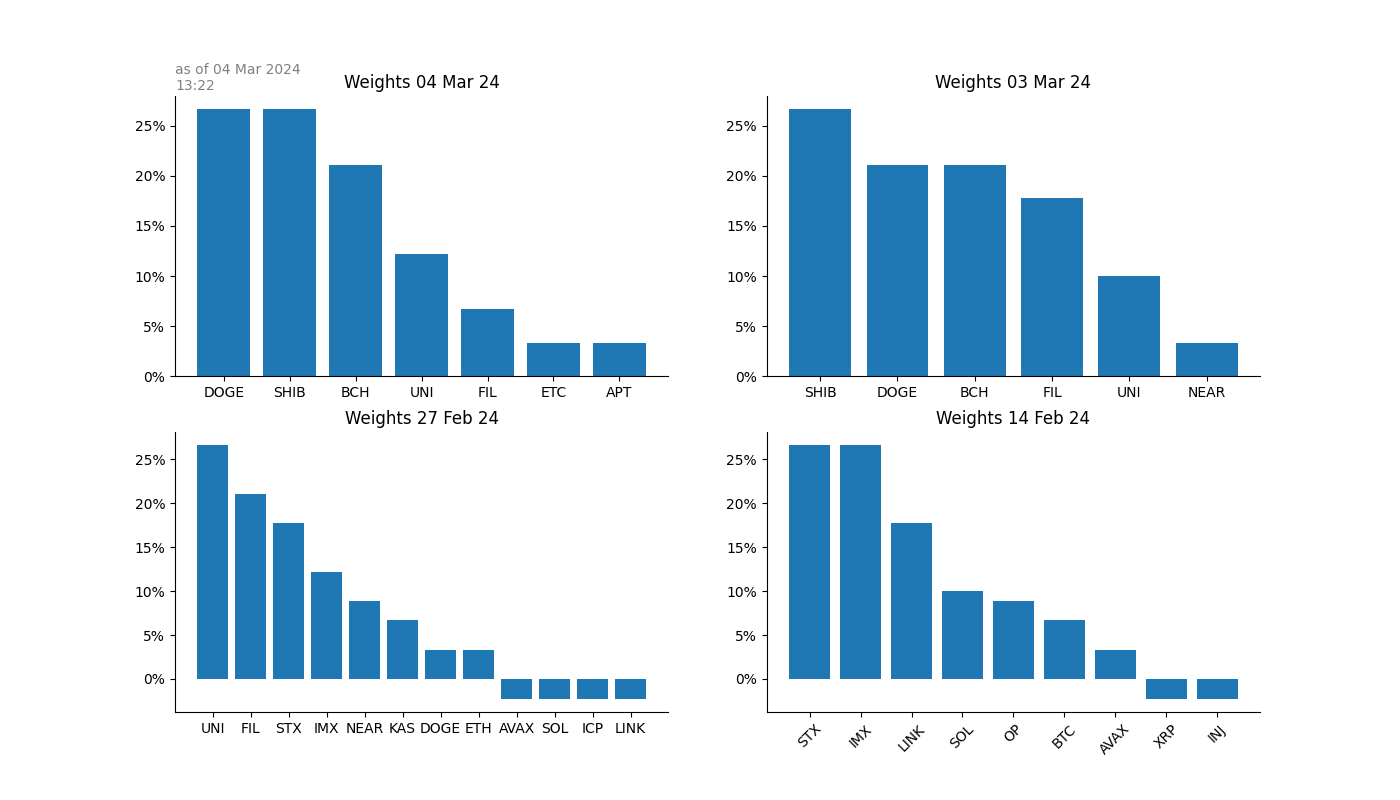 as of 04 Mar 2024
13:22
Weights 04 Mar 24
25%
20%
15%
10%
5%
0%
DOGE SHIB BCH UNI FIL ETC APT
Weights 03 Mar 24
25%
20%
15%
10%
5%
0%
SHIB DOGE BCH FIL UNI NEAR
Weights 27 Feb 24
25%
20%
15%
10%
5%
0%
UNI FIL STX IMX NEAR KAS DOGE ETH AVAX SOL ICP LINK
Weights 14 Feb 24
25%
20%
15%
10%
5%
0%
STX IMX LINK SOL OP BTC AVAX XRP INJ